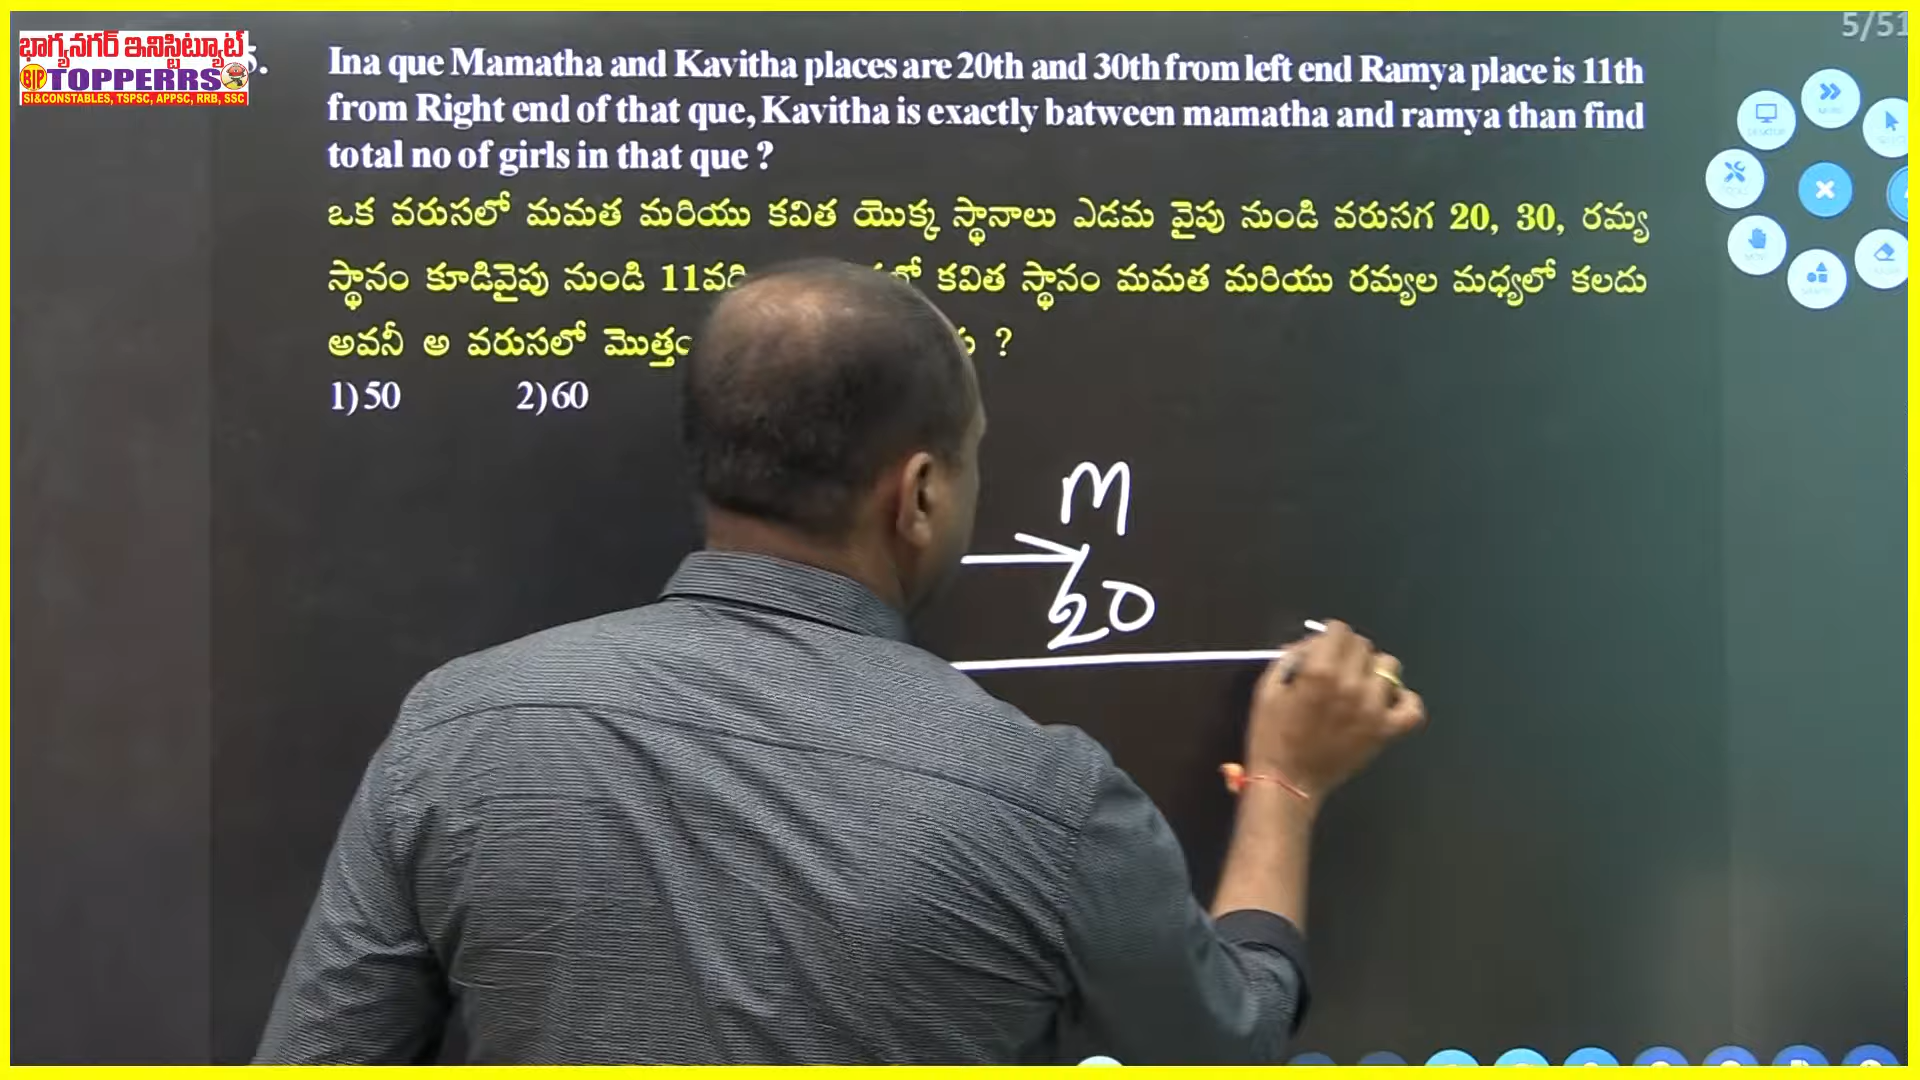 భాగ్యనగర్ ఇనిస్టిట్యూట్
BIP TOPPERRS
SI&CONSTABLES, TSPSC, APPSC, RRB, SSC
5/51
5. Ina que Mamatha and Kavitha places are 20th and 30th from left end Ramya place is 11th
from Right end of that que, Kavitha is exactly batween mamatha and ramya than find
total no of girls in that que ?
ఒక వరుసలో మమత మరియు కవిత యొక్క స్థానాలు ఎడమ వైపు నుండి వరుసగ 20, 30, రమ్య
స్థానం కూడివైపు నుండి 11వది కవిత స్థానం మమత మరియు రమ్యల మధ్యలో కలదు
అవనీ అ వరుసలో మొత్తం ?
1) 50 2) 60
M
20